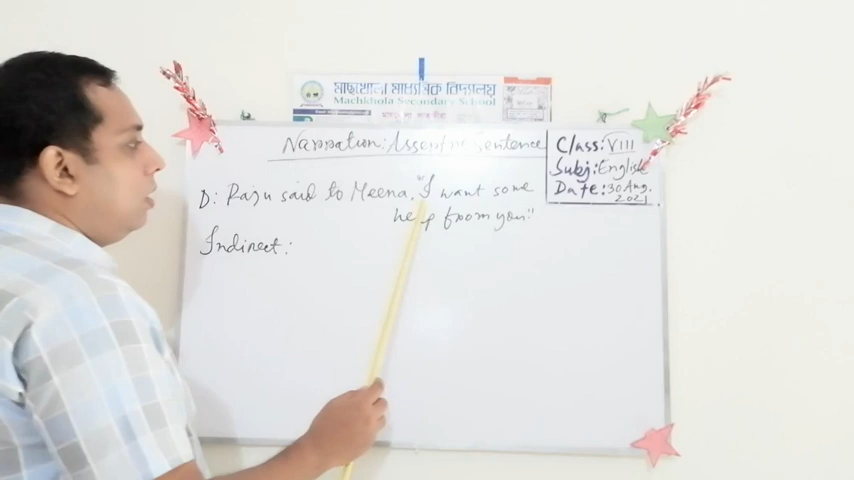 মাছখোলা মাধ্যমিক বিদ্যালয়
Machkhola Secondary School
Narration: Assertive Sentence
Class: VIII
Subj: English
Date: 30 Aug.
2021
D: Raju said to Meena, "I want some
help from you."
Indirect: